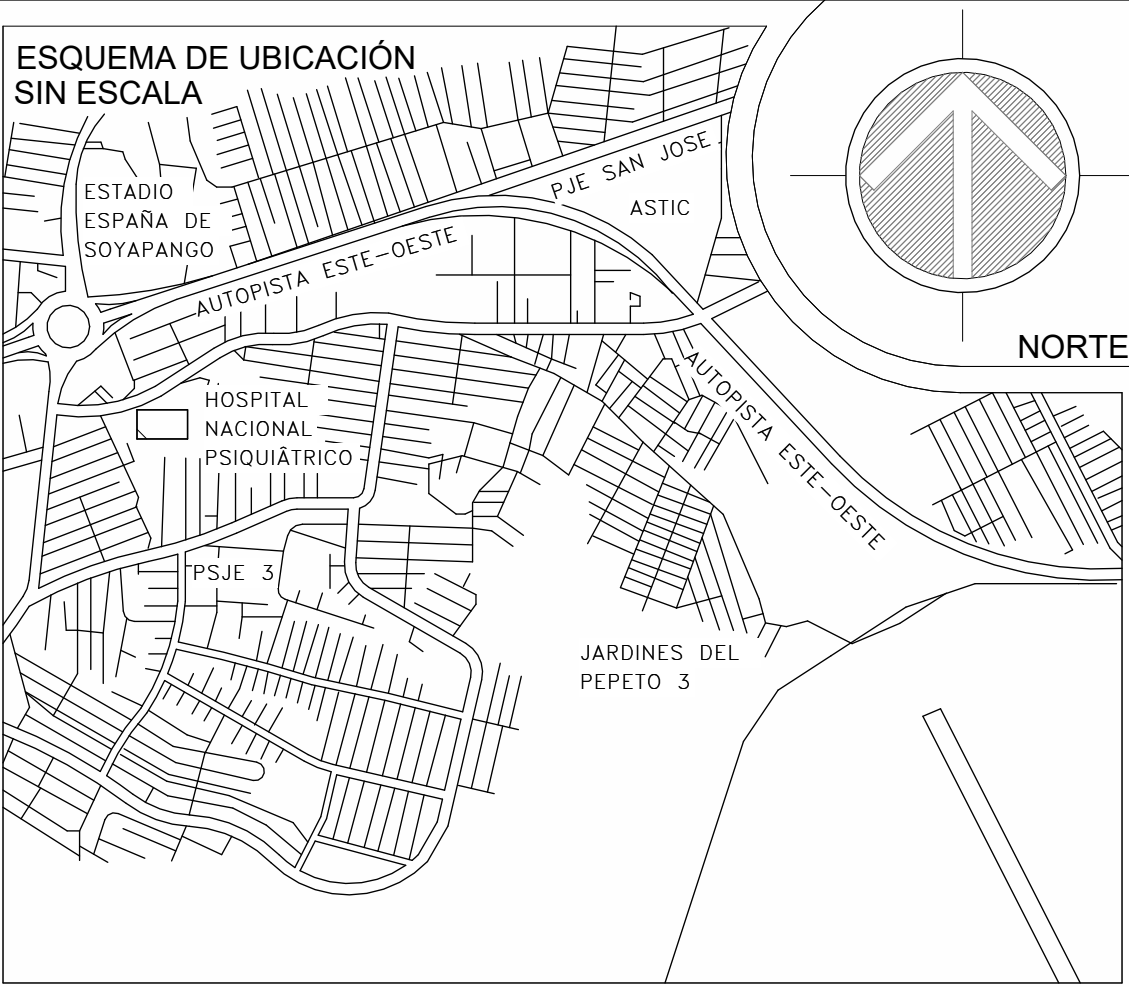 ESQUEMA DE UBICACIÓN
SIN ESCALA
ESTADIO
ESPAÑA DE
SOYAPANGO
PJE SAN JOSE.
ASTIC
AUTOPISTA ESTE-OESTE
NORTE
AUTOPISTA ESTE-OESTE
HOSPITAL
NACIONAL
PSIQUIÂTRICO
PSJE 3
JARDINES DEL
PEPETO 3